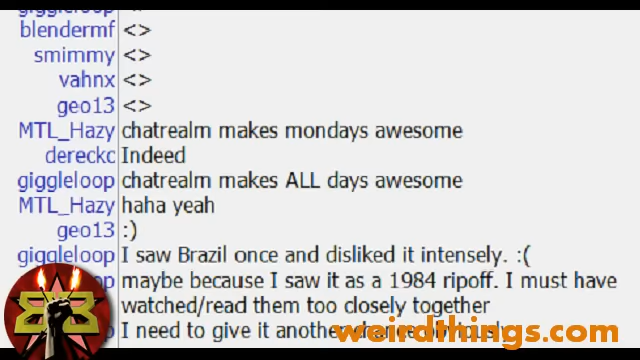 giggleloop <>
blendermf <>
smimmy <>
vahnx <>
geo13 <>
MTL_Hazy chatrealm makes mondays awesome
dereckc Indeed
giggleloop chatrealm makes ALL days awesome
MTL_Hazy haha yeah
geo13 :)
giggleloop I saw Brazil once and disliked it intensely. :(
maybe because I saw it as a 1984 ripoff. I must have
watched/read them too closely together
I need to give it another
weirdthings.com